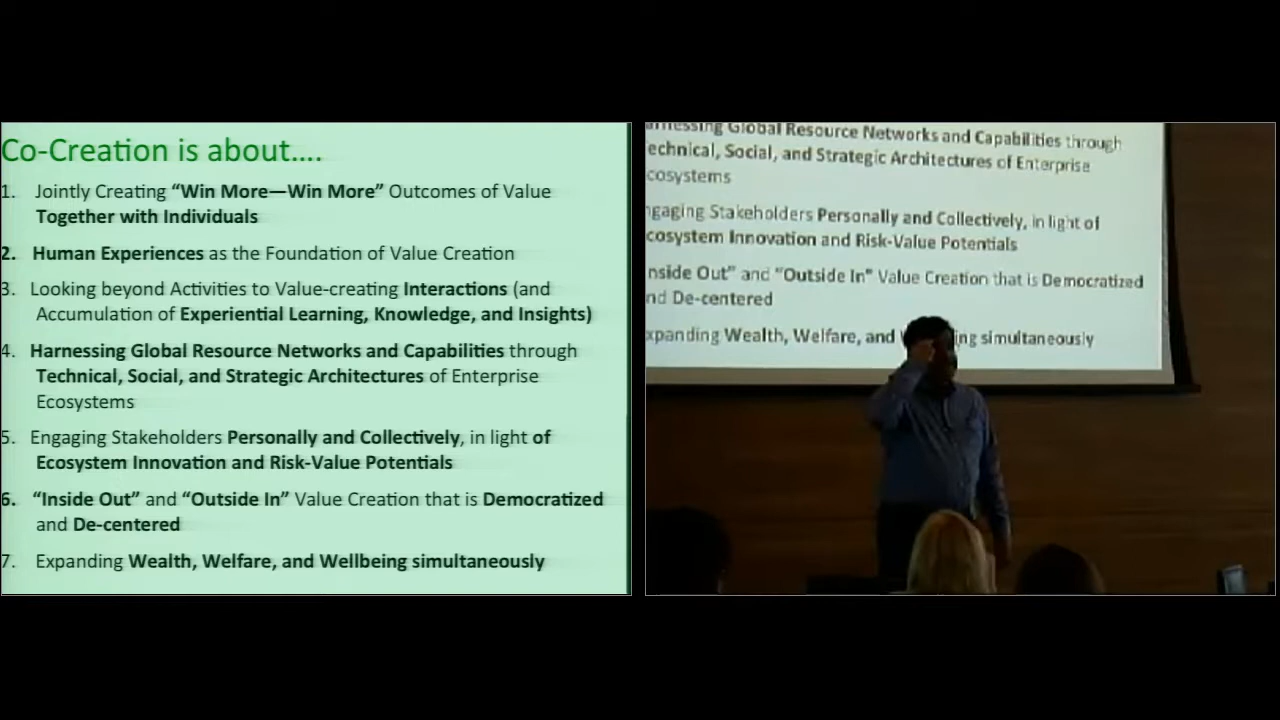 Co-Creation is about....
1. Jointly Creating “Win More—Win More” Outcomes of Value
Together with Individuals
2. Human Experiences as the Foundation of Value Creation
3. Looking beyond Activities to Value-creating Interactions (and
Accumulation of Experiential Learning, Knowledge, and Insights)
4. Harnessing Global Resource Networks and Capabilities through
Technical, Social, and Strategic Architectures of Enterprise
Ecosystems
5. Engaging Stakeholders Personally and Collectively, in light of
Ecosystem Innovation and Risk-Value Potentials
6. “Inside Out” and “Outside In” Value Creation that is Democratized
and De-centered
7. Expanding Wealth, Welfare, and Wellbeing simultaneously
arnessing Global Resource Networks and Capabilities through
echnical, Social, and Strategic Architectures of Enterprise
cosystems
ngaging Stakeholders Personally and Collectively, in light of
cosystem Innovation and Risk-Value Potentials
nside Out” and “Outside In” Value Creation that is Democratized
nd De-centered
xpanding Wealth, Welfare, and ing simultaneously